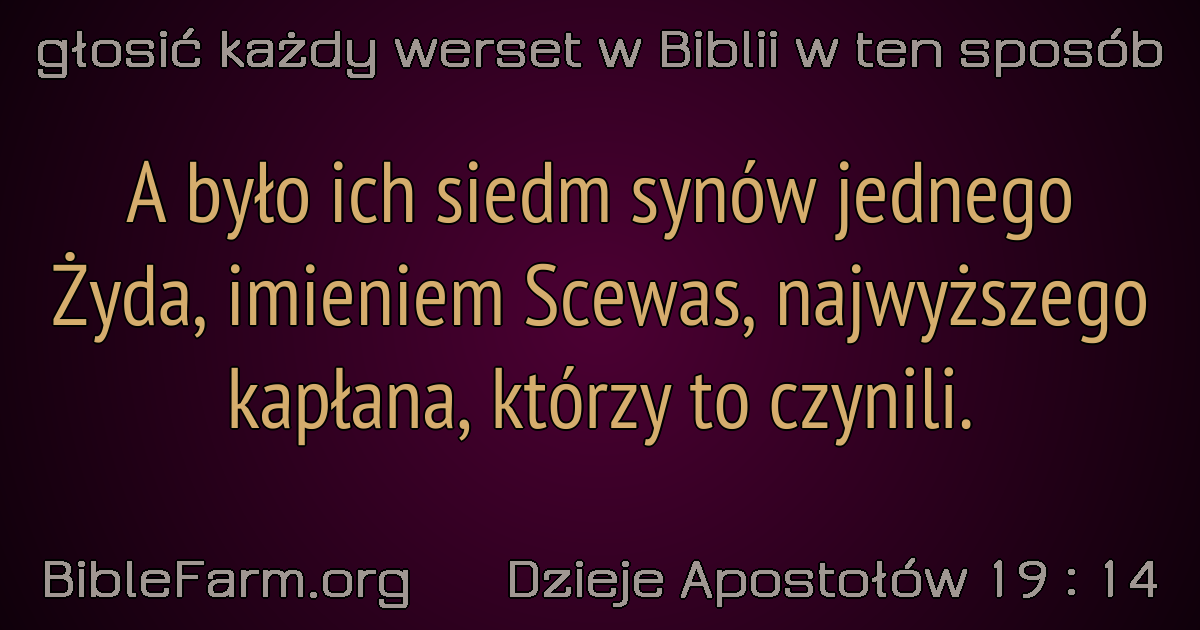 głosić każdy werset w Biblii w ten sposób
A było ich siedm synów jednego
Żyda, imieniem Scewas, najwyższego
kapłana, którzy to czynili.
BibleFarm.org
Dzieje Apostołów 19 : 14